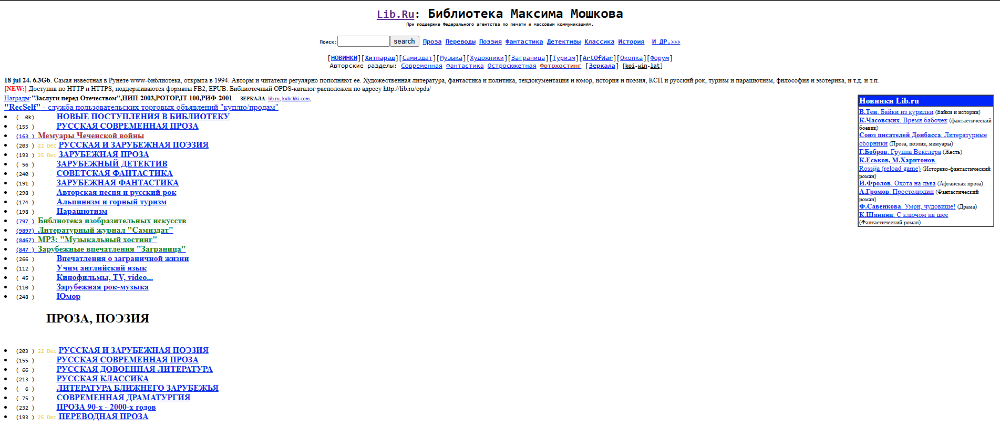 Lib.Ru: Библиотека Максима Мошкова
При поддержке Федерального агентства по печати и массовым коммуникациям.
Поиск: search Проза Переводы Поэзия Фантастика Детективы Классика История И ДР.>>>
[НОВИНКИ][Хитпарад][Самиздат][Музыка][Художники][Заграница][Туризм][ArtOfWar][Окопка][Форум]
Авторские разделы: Современная Фантастика Остросюжетная Фотохостинг [Зеркала] [koi-win-lat]
18 jul 24. 6.3Gb. Самая известная в Рунете www-библиотека, открыта в 1994. Авторы и читатели регулярно пополняют ее. Художественная литература, фантастика и политика, техдокументация и юмор, история и поэзия, КСП и русский рок, туризм и парашютизм, философия и эзотерика, и т.д. и т.п.
[NEW:] Доступна по HTTP и HTTPS, поддерживаются форматы FB2, EPUB. Библиотечный OPDS-каталог расположен по адресу http://lib.ru/opds/
Награды:"Заслуги перед Отечеством",НИП-2003,РОТОР,IT-100,РИФ-2001. ЗЕРКАЛА: lib.ru, kulichki.com,
"RecSelf" - служба пользовательских торговых объявлений "куплю/продам"
( 0k) НОВЫЕ ПОСТУПЛЕНИЯ В БИБЛИОТЕКУ
(155 ) РУССКАЯ СОВРЕМЕННАЯ ПРОЗА
(163 ) Мемуары Чеченской войны
(203 ) 22 Dec РУССКАЯ И ЗАРУБЕЖНАЯ ПОЭЗИЯ
(193 ) 25 Dec ЗАРУБЕЖНАЯ ПРОЗА
( 56 ) ЗАРУБЕЖНЫЙ ДЕТЕКТИВ
(240 ) СОВЕТСКАЯ ФАНТАСТИКА
(191 ) ЗАРУБЕЖНАЯ ФАНТАСТИКА
(298 ) Авторская песня и русский рок
(174 ) Альпинизм и горный туризм
(198 ) Парашютизм
(797 ) Библиотека изобразительных искусств
(9897) Литературный журнал "Самиздат"
(8467) MP3: "Музыкальный хостинг"
(847 ) Зарубежные впечатления "Заграница"
(266 ) Впечатления о заграничной жизни
(112 ) Учим английский язык
( 45 ) Кинофильмы, TV, video...
(110 ) Зарубежная рок-музыка
(248 ) Юмор
Новинки Lib.ru
В.Тен. Байки из курилки (Байки и истории)
К.Часовских. Время бабочек (фантастический
боевик)
Союз писателей Донбасса. Литературные
сборники (Проза, поэзия, мемуары)
Г.Бобров. Группа Векслера (Жесть)
К.Еськов, М.Харитонов.
Rossija (reload game) (Историко-фантастический
роман)
И.Фролов. Охота на льва (Афганская проза)
А.Громов. Простолюдин (Фантастический
роман)
Ф.Савенкова. Умри, чудовище! (Драма)
К.Шаинян. С ключом на шее
(Фантастический роман)
ПРОЗА, ПОЭЗИЯ
(203 ) 22 Dec РУССКАЯ И ЗАРУБЕЖНАЯ ПОЭЗИЯ
(155 ) РУССКАЯ СОВРЕМЕННАЯ ПРОЗА
( 66 ) РУССКАЯ ДОВОЕННАЯ ЛИТЕРАТУРА
(213 ) РУССКАЯ КЛАССИКА
( 6 ) ЛИТЕРАТУРА БЛИЖНЕГО ЗАРУБЕЖЬЯ
( 75 ) СОВРЕМЕННАЯ ДРАМАТУРГИЯ
(232 ) ПРОЗА 90-х - 2000-х годов
(193 ) 25 Dec ПЕРЕВОДНАЯ ПРОЗА